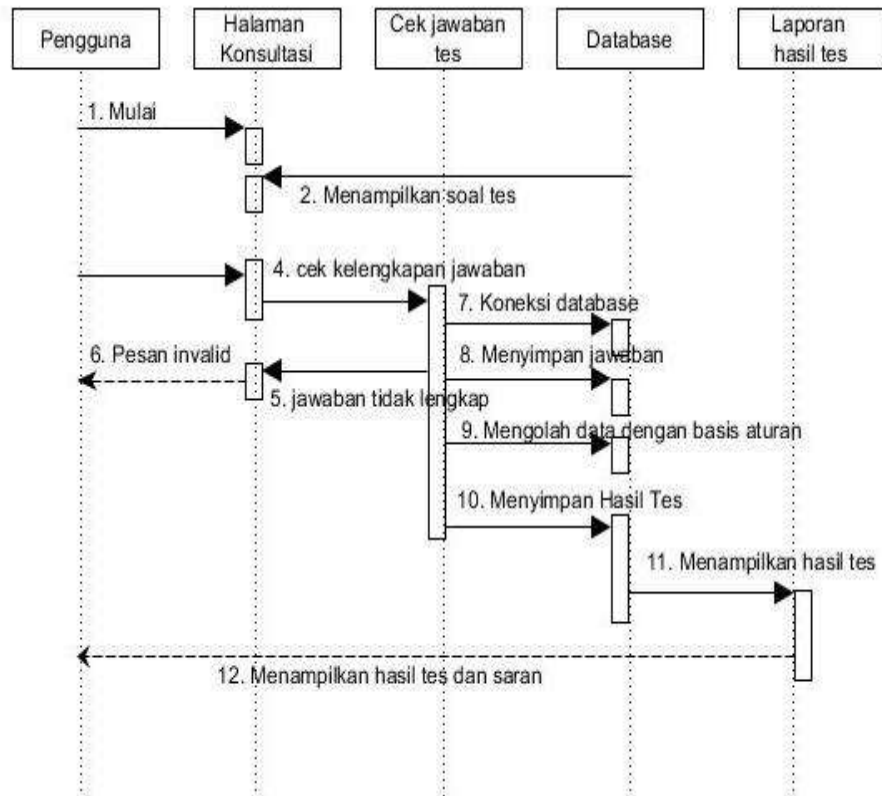 Pengguna
Halaman
Konsultasi
Cek jawaban
tes
Database
Laporan
hasil tes
1. Mulai
2. Menampilkan soal tes
4. cek kelengkapan jawaban
7. Koneksi database
6. Pesan invalid
8. Menyimpan jawaban
5. jawaban tidak lengkap
9. Mengolah data dengan basis aturan
10. Menyimpan Hasil Tes
11. Menampilkan hasil tes
12. Menampilkan hasil tes dan saran